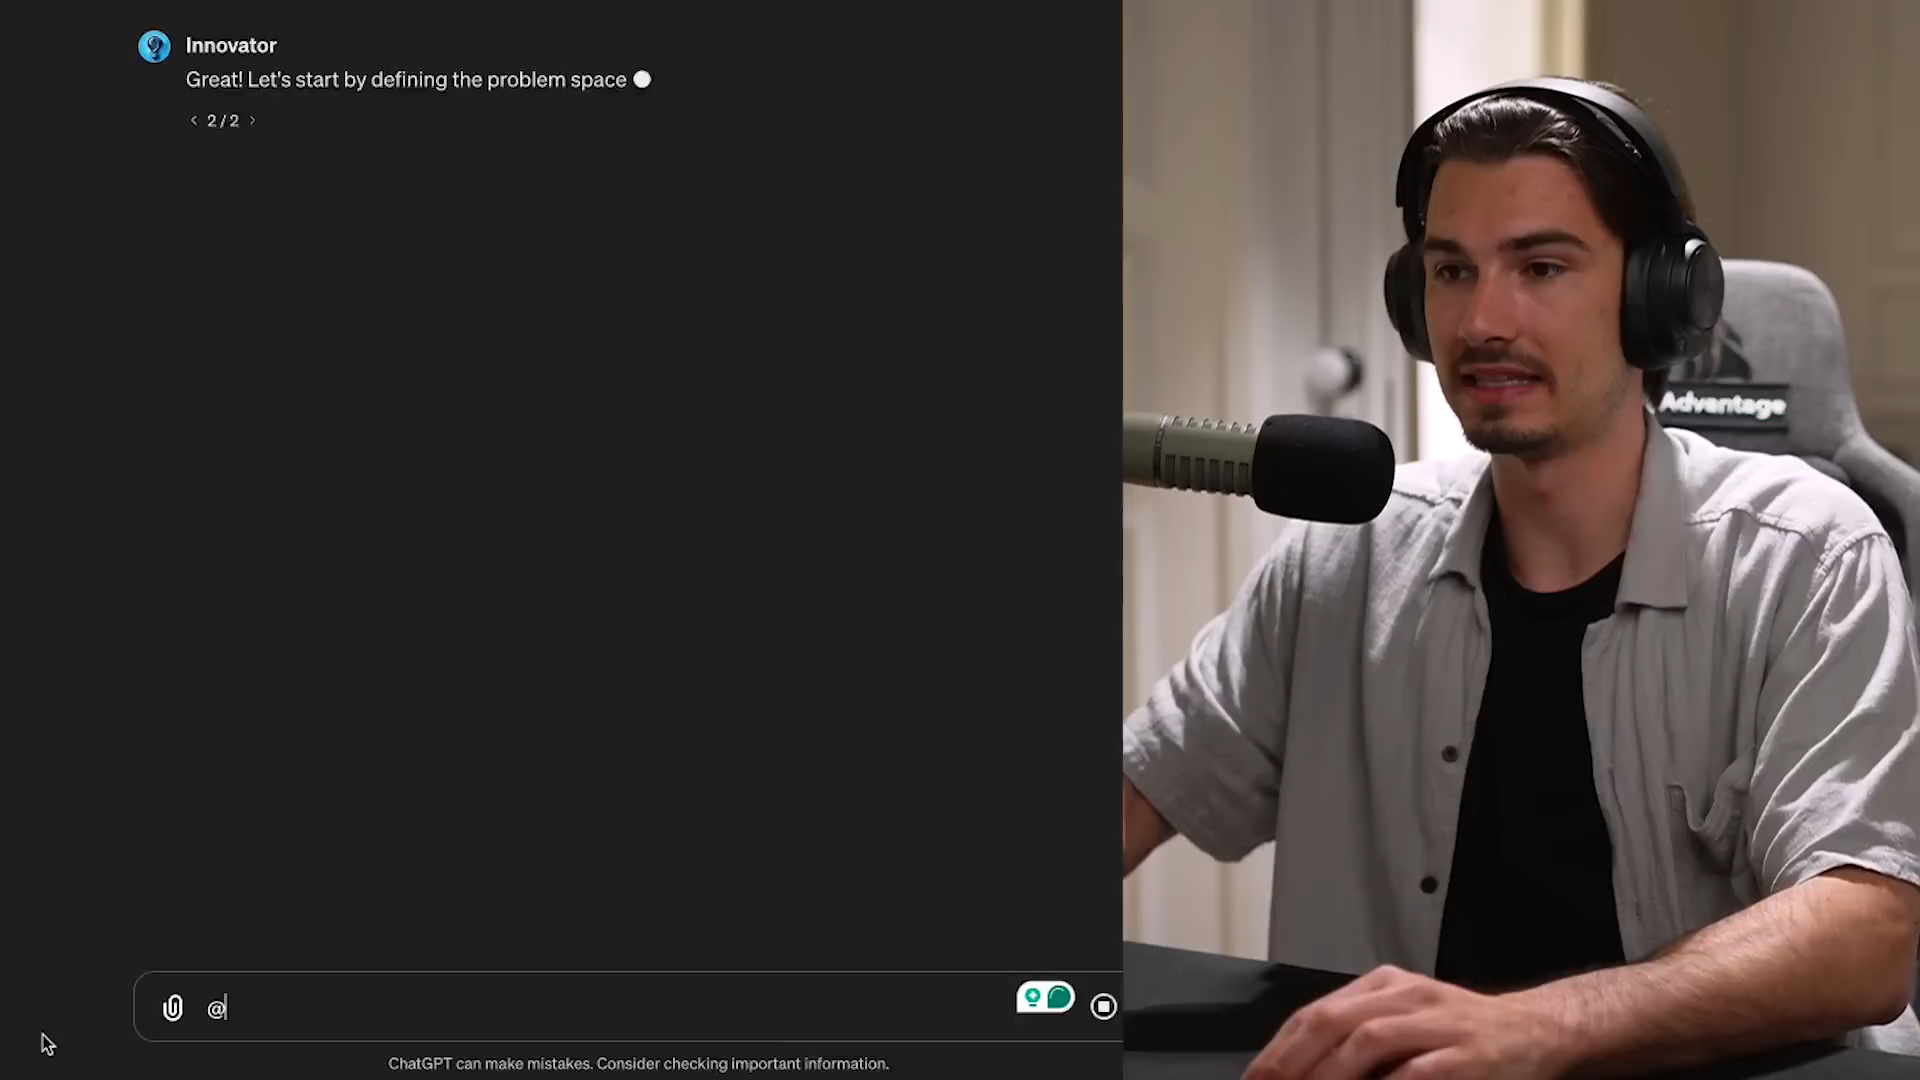 Innovator
Great! Let's start by defining the problem space
< 2/2 >
@
ChatGPT can make mistakes. Consider checking important information.
Advantage